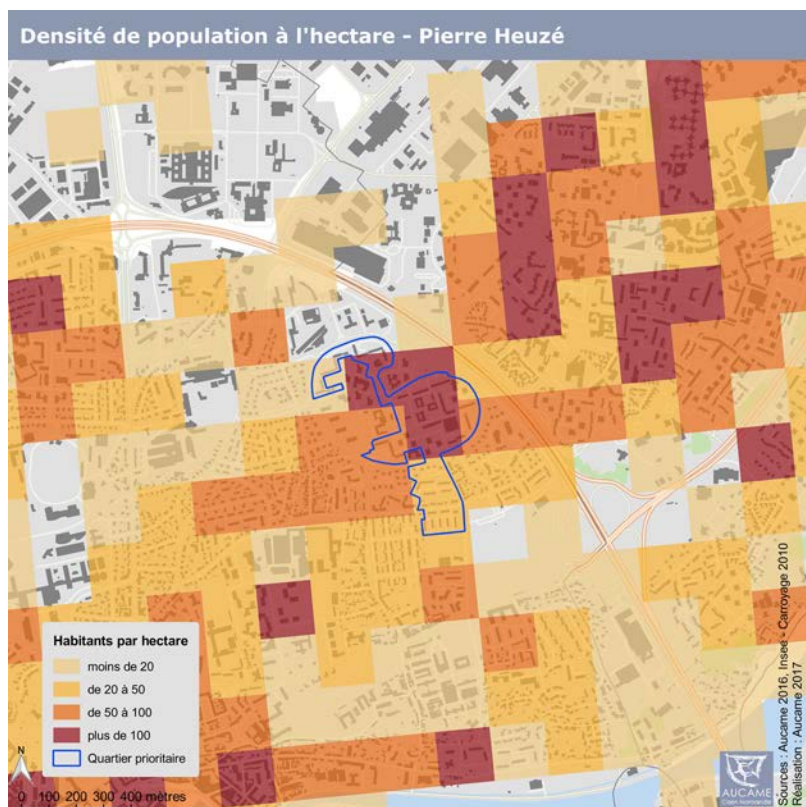 Densité de population à l'hectare - Pierre Heuzé
Habitants par hectare
moins de 20
de 20 à 50
de 50 à 100
plus de 100
Quartier prioritaire
N
0 100 200 300 400 mètres
Sources : Aucame 2016, Insee - Carroyage 2010
Réalisation : Aucame 2017
AUCAME
Caen Normandie